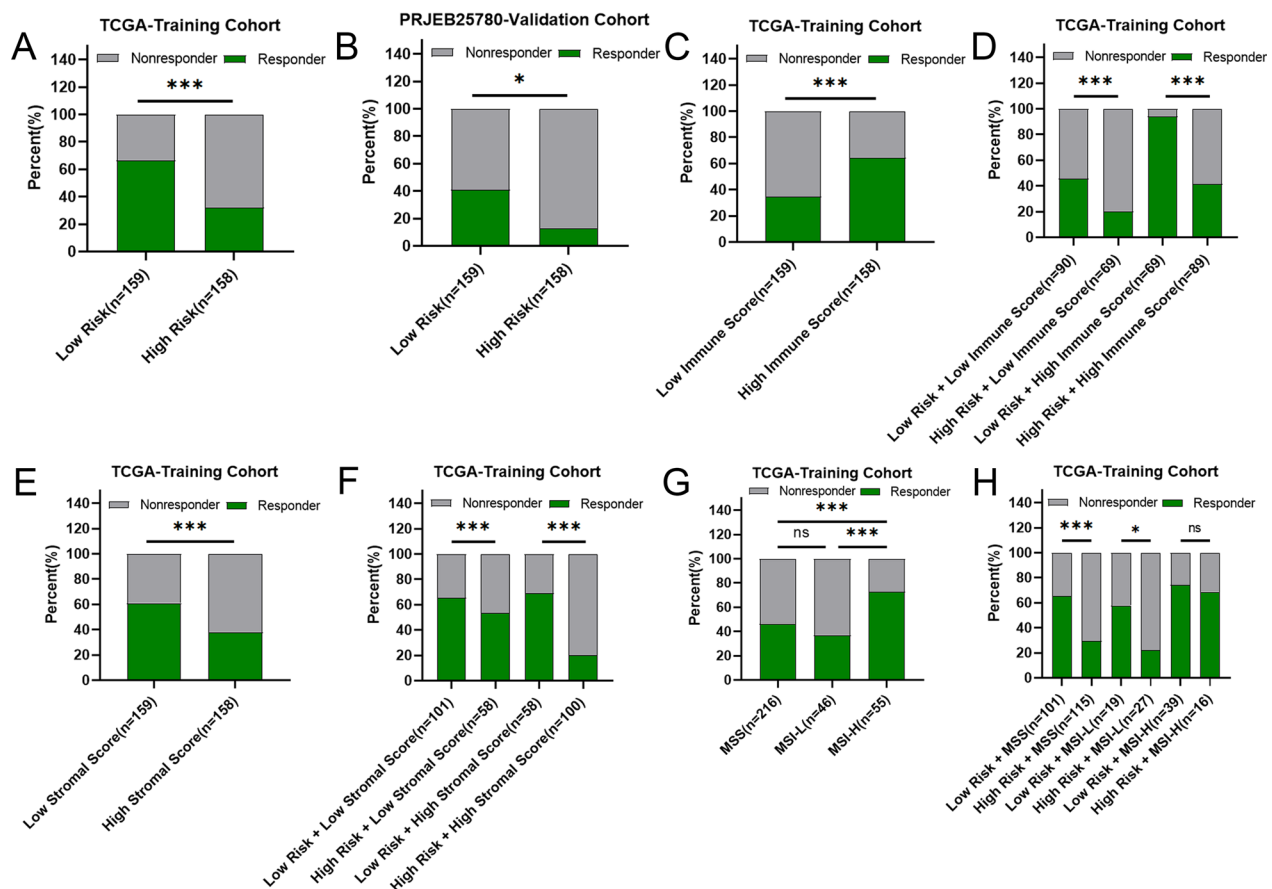 A
TCGA-Training Cohort
Nonresponder Responder
***
Percent(%)
140
120
100
80
60
40
20
0
Low Risk(n=159)
High Risk(n=158)
B
PRJEB25780-Validation Cohort
Nonresponder Responder
*
Percent(%)
140
120
100
80
60
40
20
0
Low Risk(n=159)
High Risk(n=158)
C
TCGA-Training Cohort
Nonresponder Responder
***
Percent(%)
140
120
100
80
60
40
20
0
Low Immune Score(n=159)
High Immune Score(n=158)
D
TCGA-Training Cohort
Nonresponder Responder
*** ***
Percent(%)
140
120
100
80
60
40
20
0
Low Risk + Low Immune Score(n=90)
High Risk + Low Immune Score(n=69)
Low Risk + High Immune Score(n=69)
High Risk + High Immune Score(n=89)
E
TCGA-Training Cohort
Nonresponder Responder
***
Percent(%)
140
120
100
80
60
40
20
0
Low Stromal Score(n=159)
High Stromal Score(n=158)
F
TCGA-Training Cohort
Nonresponder Responder
*** ***
Percent(%)
140
120
100
80
60
40
20
0
Low Risk + Low Stromal Score(n=101)
High Risk + Low Stromal Score(n=58)
Low Risk + High Stromal Score(n=58)
High Risk + High Stromal Score(n=100)
G
TCGA-Training Cohort
Nonresponder Responder
***
ns ***
Percent(%)
140
120
100
80
60
40
20
0
MSS(n=216)
MSI-L(n=46)
MSI-H(n=55)
H
TCGA-Training Cohort
Nonresponder Responder
*** * ns
Percent(%)
140
120
100
80
60
40
20
0
Low Risk + MSS(n=101)
High Risk + MSS(n=115)
Low Risk + MSI-L(n=19)
High Risk + MSI-L(n=27)
Low Risk + MSI-H(n=39)
High Risk + MSI-H(n=16)